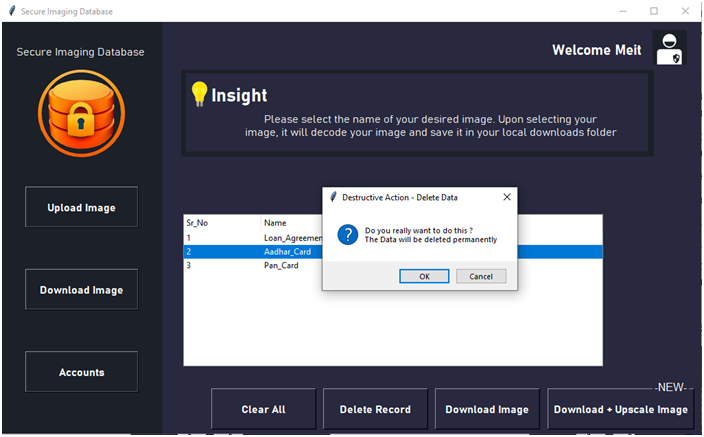 Secure Imaging Database
Secure Imaging Database
Welcome Meit
Insight
Please select the name of your desired image. Upon selecting your
image, it will decode your image and save it in your local downloads folder
Upload Image
Download Image
Accounts
Destructive Action - Delete Data
Do you really want to do this ?
The Data will be deleted permanently
OK Cancel
Sr_No Name
1 Loan_Agreemen
2 Aadhar_Card
3 Pan_Card
-NEW-
Clear All Delete Record Download Image Download + Upscale Image